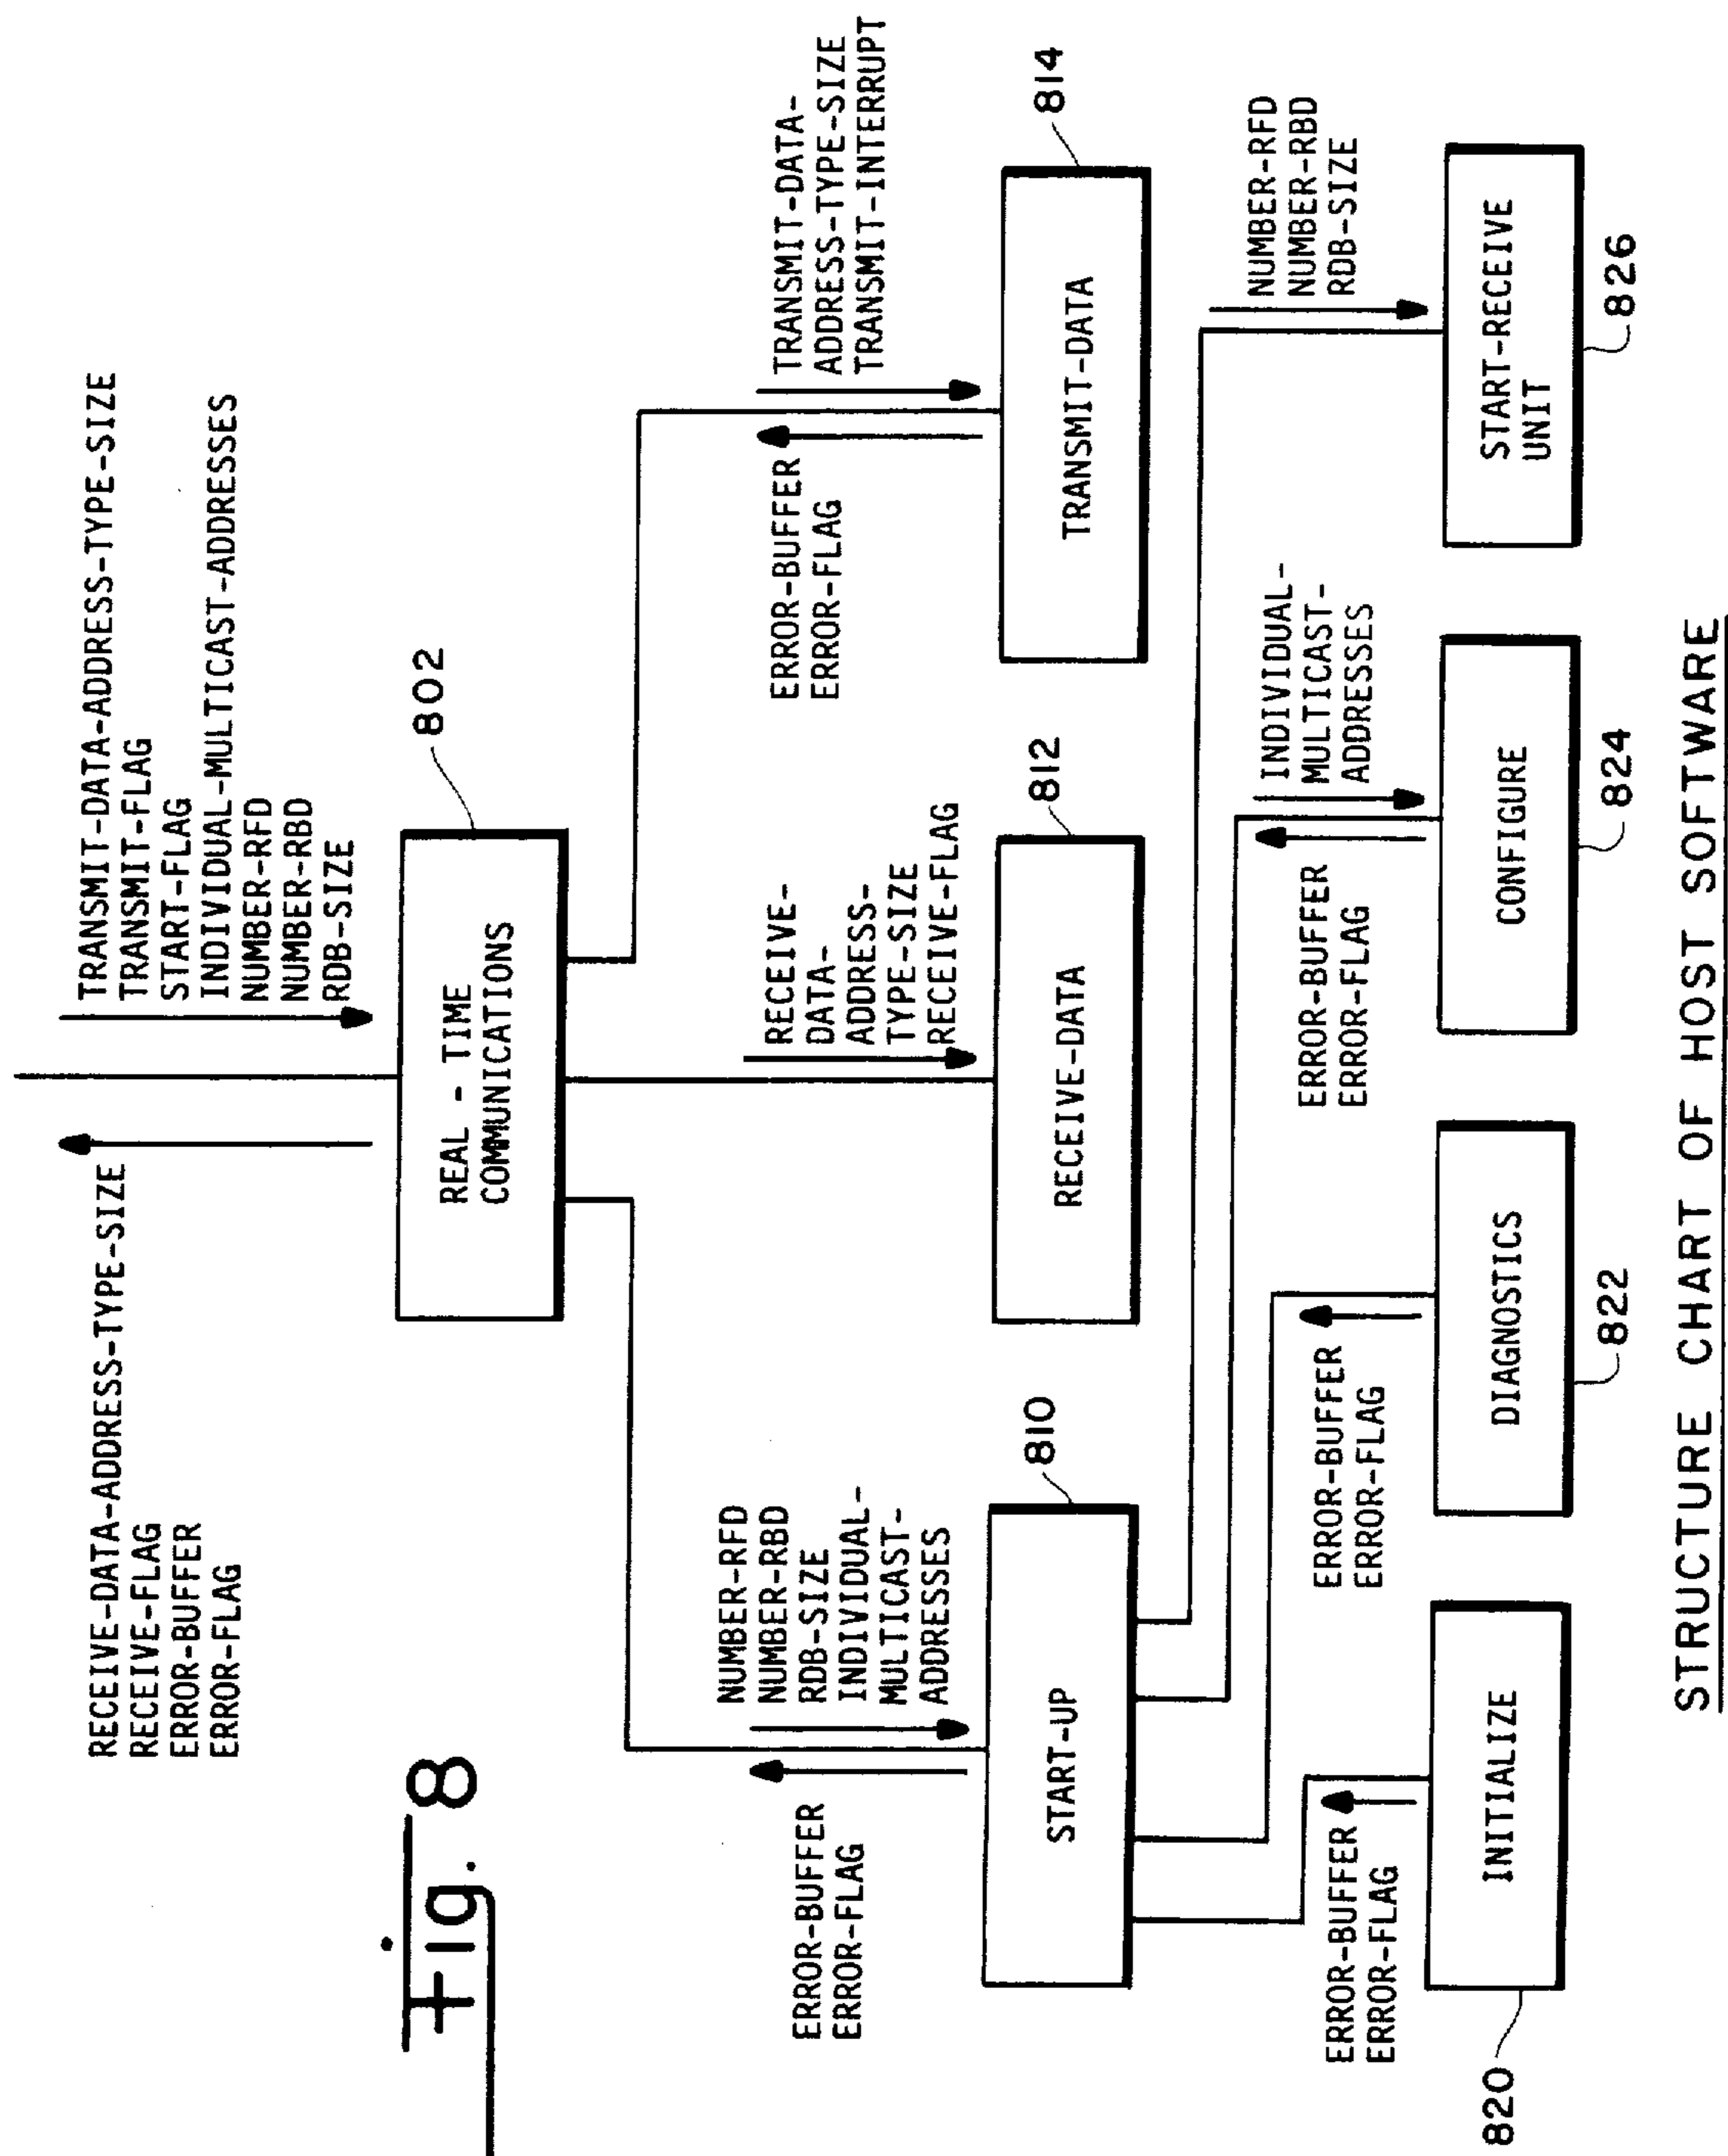 Fig. 8
RECEIVE-DATA-ADDRESS-TYPE-SIZE
RECEIVE-FLAG
ERROR-BUFFER
ERROR-FLAG
TRANSMIT-DATA-ADDRESS-TYPE-SIZE
TRANSMIT-FLAG
START-FLAG
INDIVIDUAL-MULTICAST-ADDRESSES
NUMBER-RFD
NUMBER-RBD
RDB-SIZE
802
REAL - TIME
COMMUNICATIONS
ERROR-BUFFER
ERROR-FLAG
NUMBER-RFD
NUMBER-RBD
RDB-SIZE
INDIVIDUAL-
MULTICAST-
ADDRESSES
810
START-UP
RECEIVE-
DATA-
ADDRESS-
TYPE-SIZE
RECEIVE-FLAG
812
RECEIVE-DATA
ERROR-BUFFER
ERROR-FLAG
TRANSMIT-DATA-
ADDRESS-TYPE-SIZE
TRANSMIT-INTERRUPT
814
TRANSMIT-DATA
ERROR-BUFFER
ERROR-FLAG
INITIALIZE
820
ERROR-BUFFER
ERROR-FLAG
DIAGNOSTICS
822
ERROR-BUFFER
ERROR-FLAG
INDIVIDUAL-
MULTICAST-
ADDRESSES
CONFIGURE
824
NUMBER-RFD
NUMBER-RBD
RDB-SIZE
START-RECEIVE
UNIT
826
STRUCTURE CHART OF HOST SOFTWARE